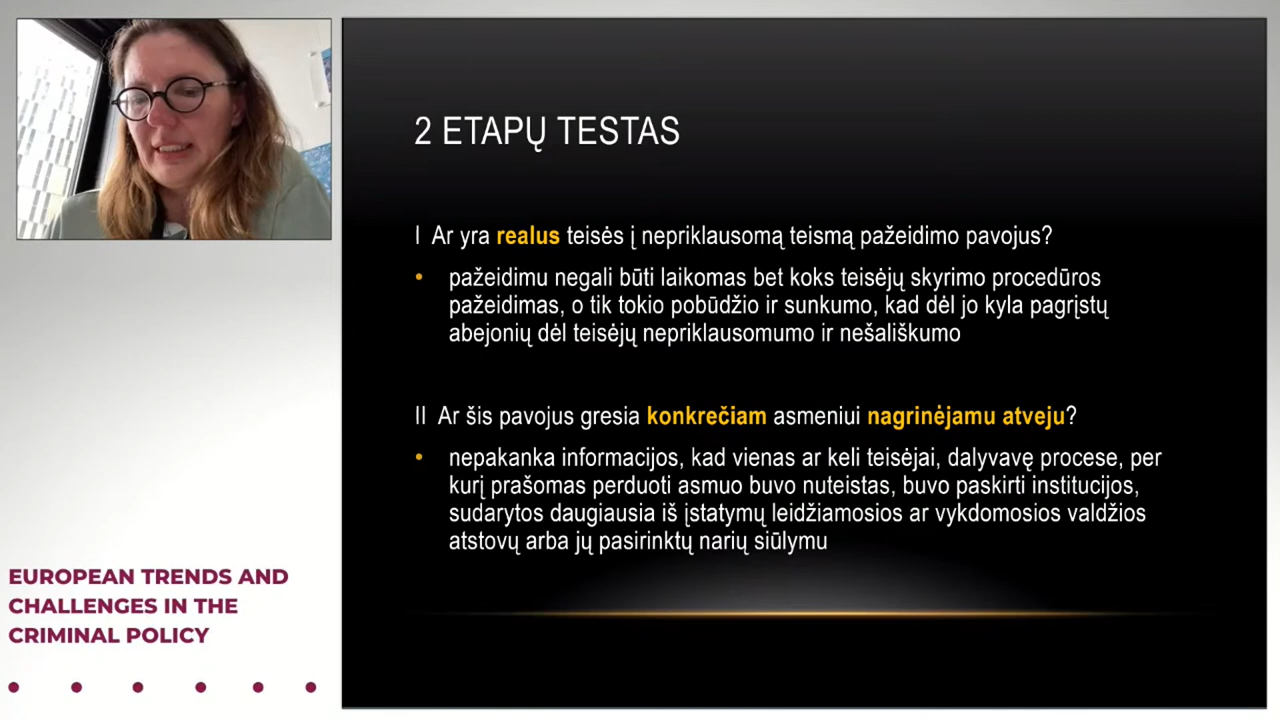 2 ETAPŲ TESTAS
I Ar yra realus teisės į nepriklausomą teismą pažeidimo pavojus?
• pažeidimu negali būti laikomas bet koks teisėjų skyrimo procedūros
pažeidimas, o tik tokio pobūdžio ir sunkumo, kad dėl jo kyla pagrįstų
abejonių dėl teisėjų nepriklausomumo ir nešališkumo
II Ar šis pavojus gresia konkrečiam asmeniui nagrinėjamu atveju?
• nepakanka informacijos, kad vienas ar keli teisėjai, dalyvavę procese, per
kurį prašomas perduoti asmuo buvo nuteistas, buvo paskirti institucijos,
sudarytos daugiausia iš įstatymų leidžiamosios ar vykdomosios valdžios
atstovų arba jų pasirinktų narių siūlymu
EUROPEAN TRENDS AND
CHALLENGES IN THE
CRIMINAL POLICY